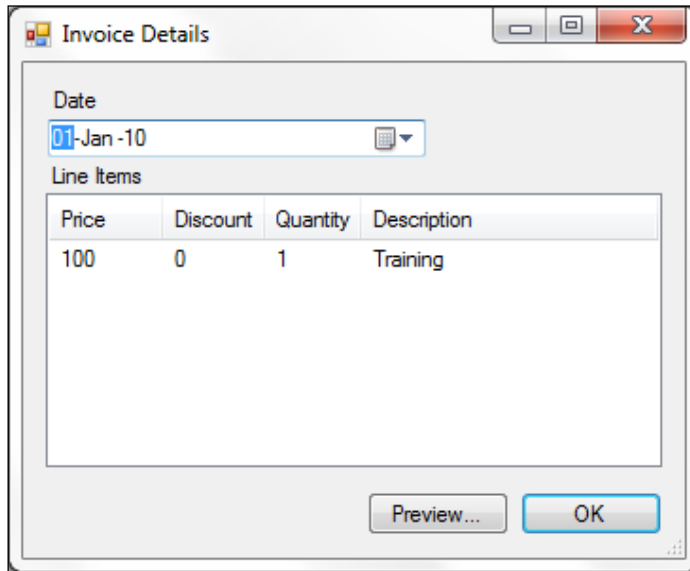 Invoice Details
Date
01-Jan -10
Line Items
Price Discount Quantity Description
100 0 1 Training
Preview... OK